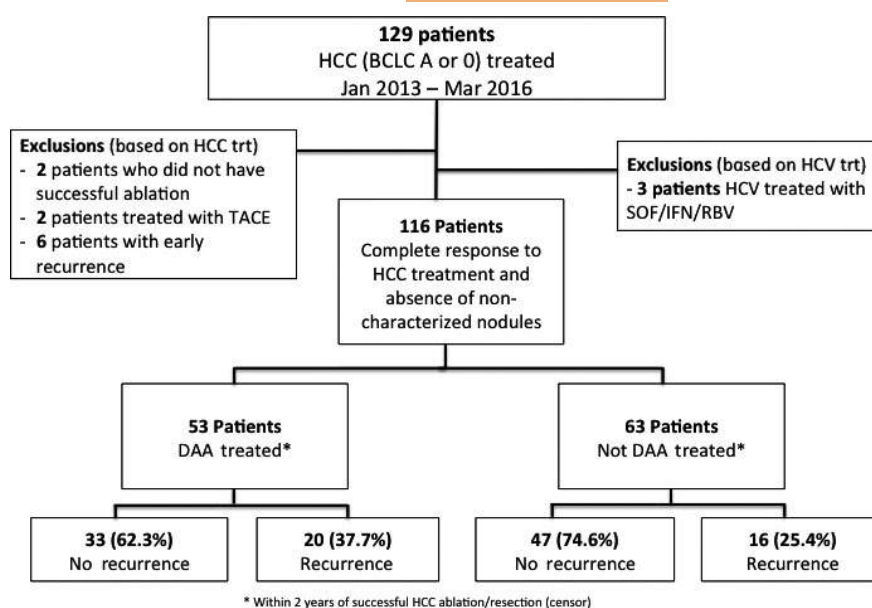 129 patients
HCC (BCLC A or 0) treated
Jan 2013 – Mar 2016
Exclusions (based on HCC trt)
- 2 patients who did not have
successful ablation
- 2 patients treated with TACE
- 6 patients with early
recurrence
Exclusions (based on HCV trt)
- 3 patients HCV treated with
SOF/IFN/RBV
116 Patients
Complete response to
HCC treatment and
absence of non-
characterized nodules
53 Patients
DAA treated*
63 Patients
Not DAA treated*
33 (62.3%)
No recurrence
20 (37.7%)
Recurrence
47 (74.6%)
No recurrence
16 (25.4%)
Recurrence
* Within 2 years of successful HCC ablation/resection (censor)